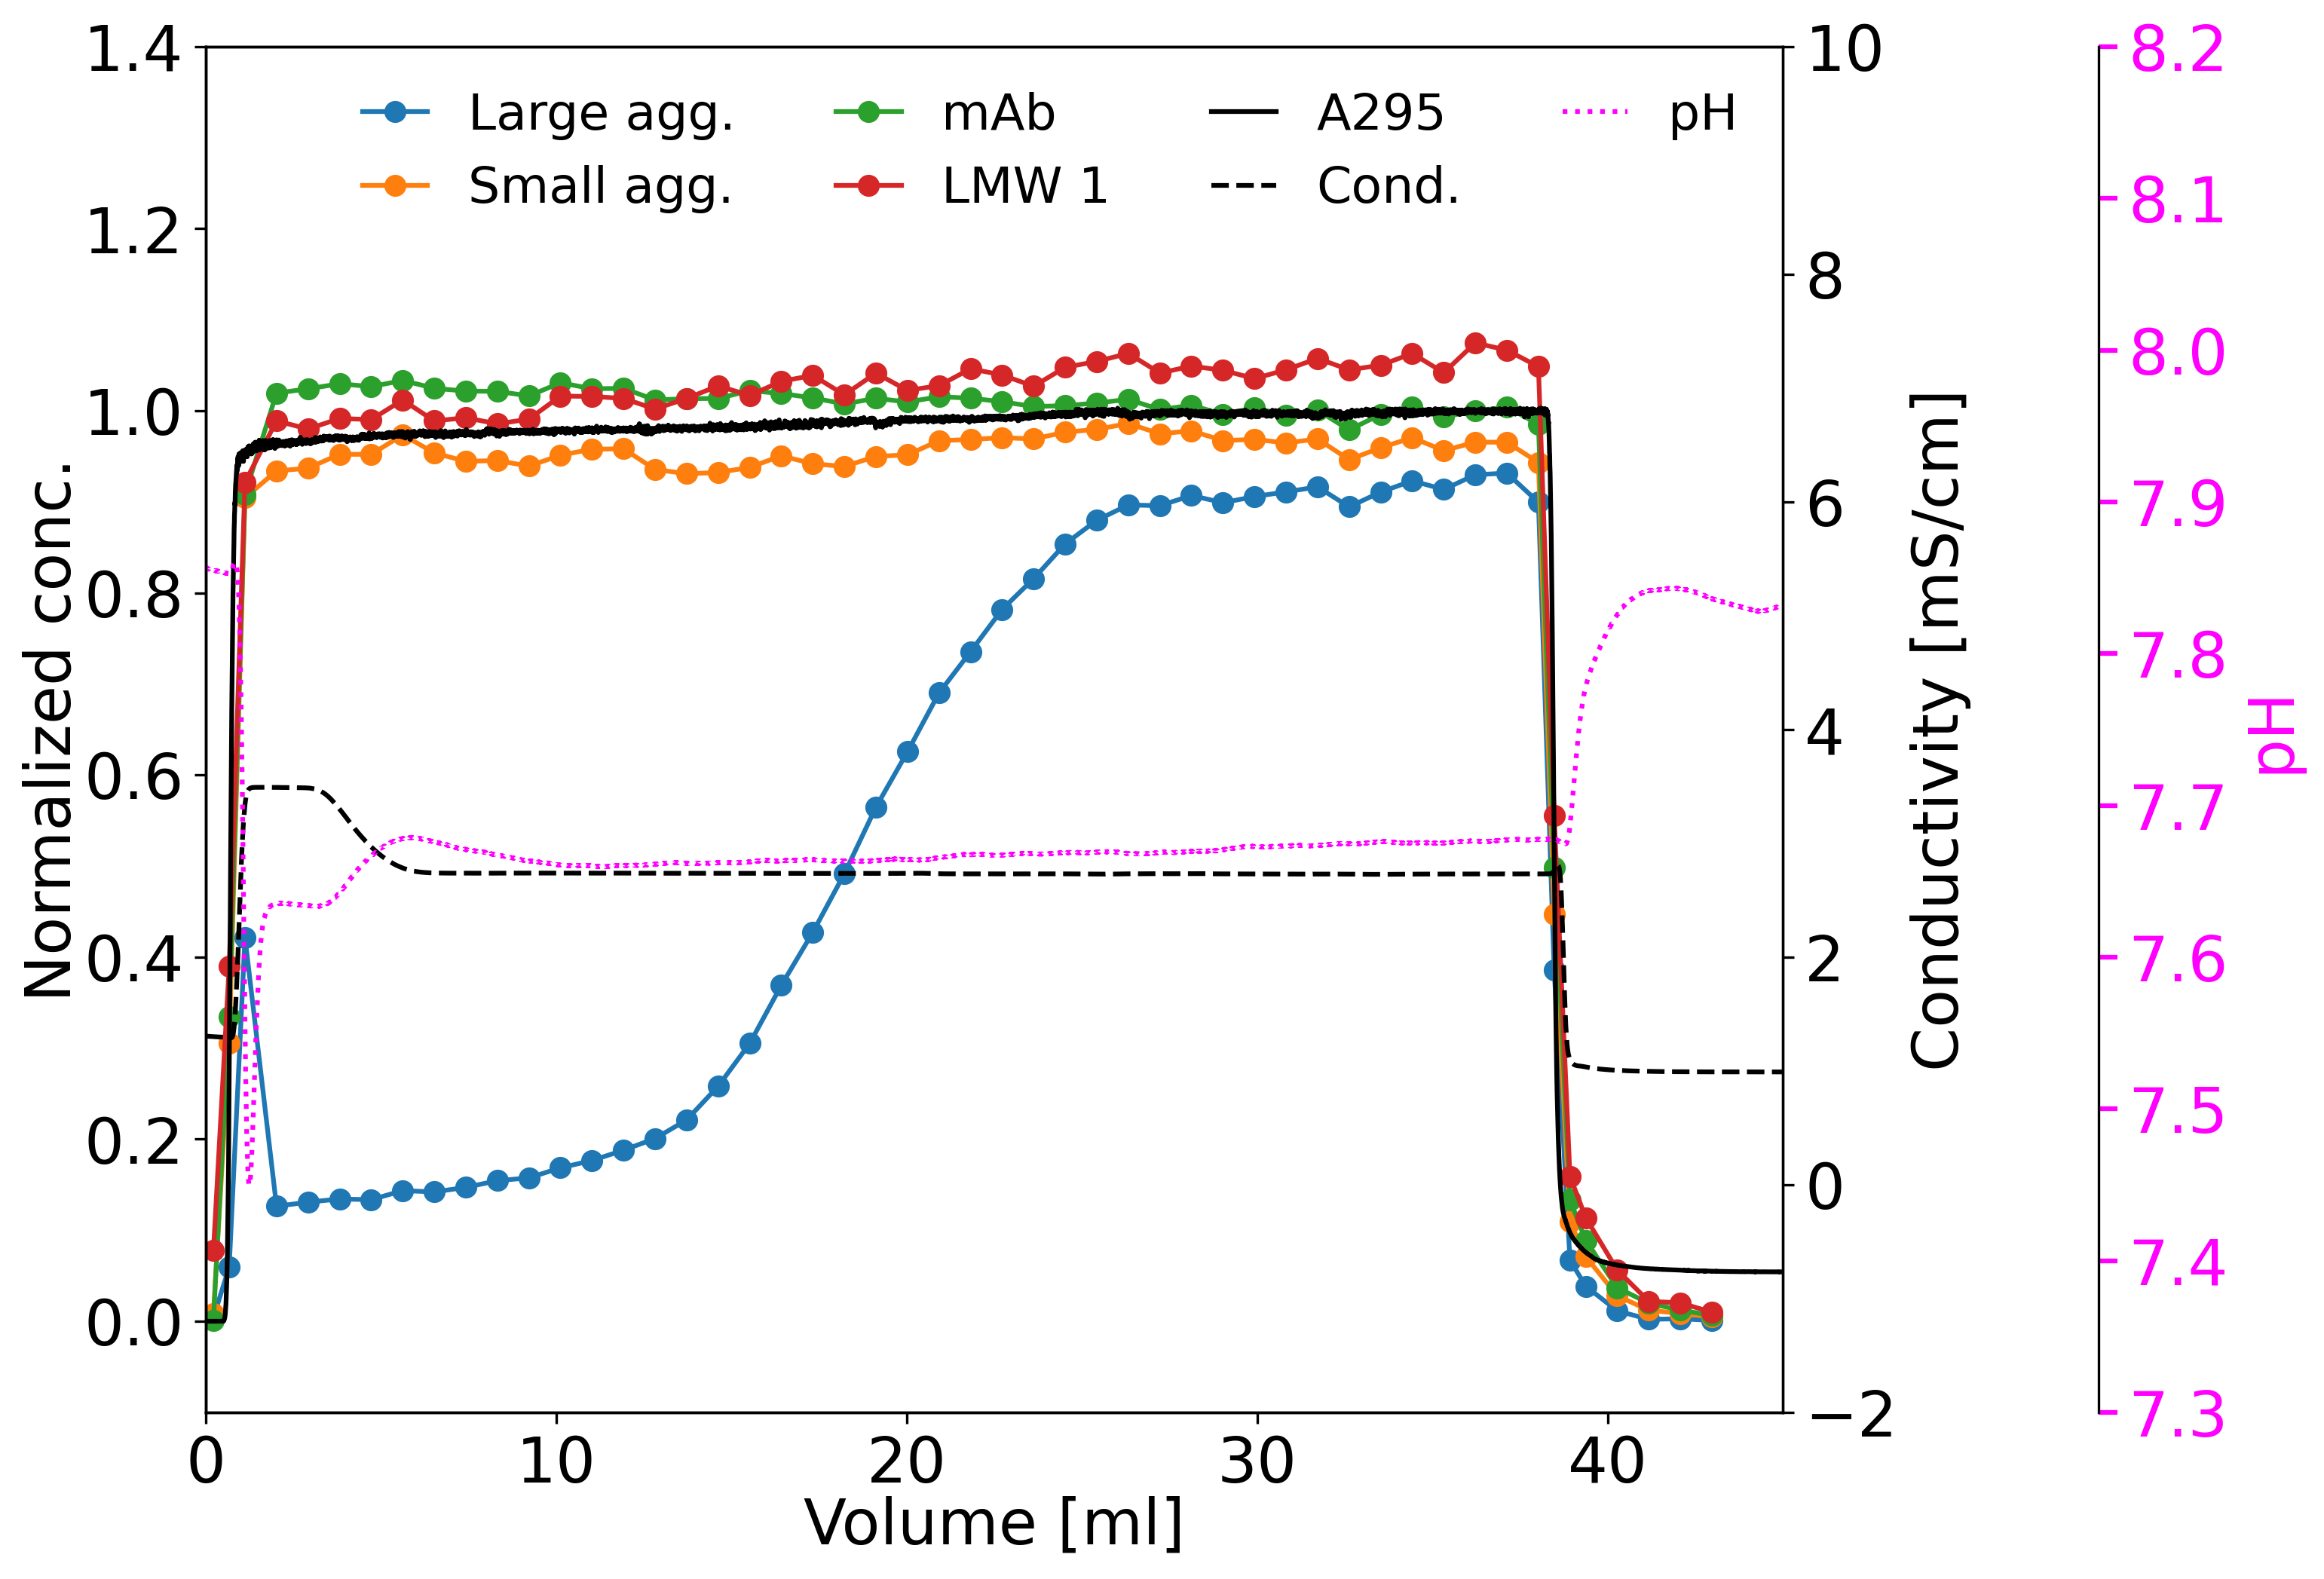 Large agg.
Small agg.
mAb
LMW 1
A295
Cond.
pH
1.4
1.2
1.0
0.8
0.6
0.4
0.2
0.0
Normalized conc.
0
10
20
30
40
Volume [ml]
10
8
6
4
2
0
−2
Conductivity [mS/cm]
8.2
8.1
8.0
7.9
7.8
7.7
7.6
7.5
7.4
7.3
pH